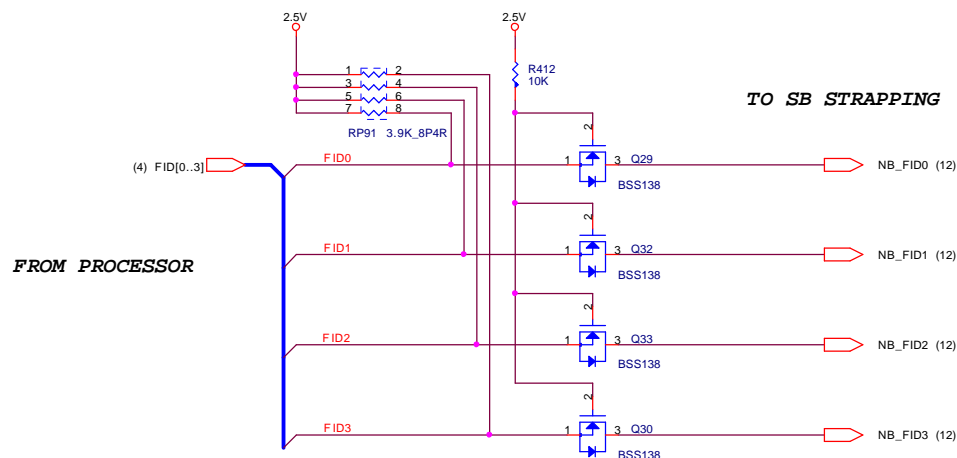 2.5V
2.5V
1 2
3 4
5 6
7 8
RP91 3.9K_8P4R
R412
10K
TO SB STRAPPING
2
(4) FID[0..3]
FID0
1
3
Q29
BSS138
NB_FID0 (12)
2
FROM PROCESSOR
FID1
1
3
Q32
BSS138
NB_FID1 (12)
2
FID2
1
3
Q33
BSS138
NB_FID2 (12)
2
FID3
1
3
Q30
BSS138
NB_FID3 (12)